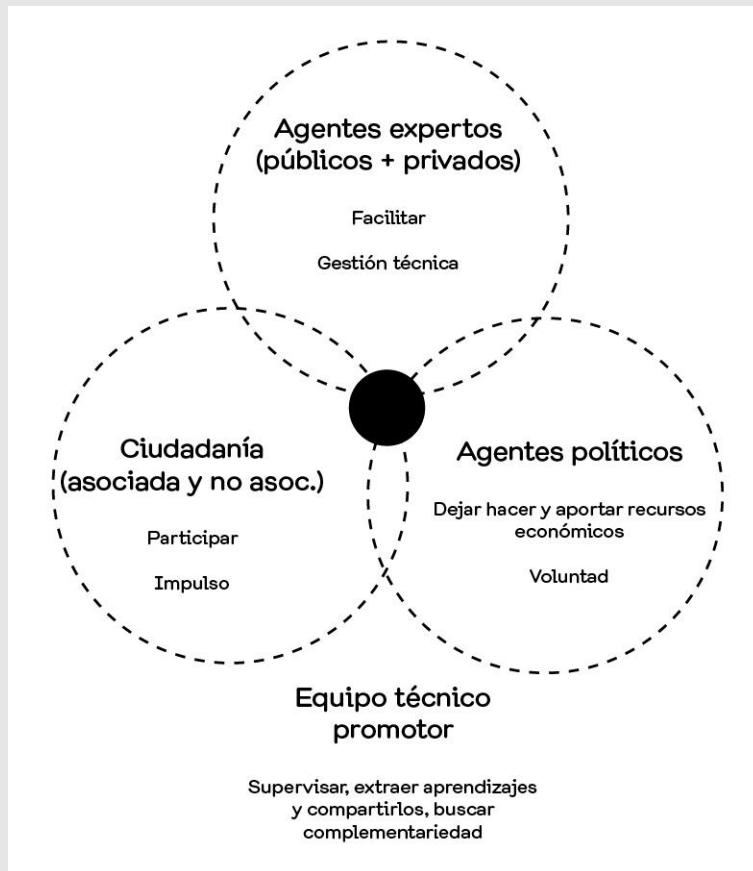 Agentes expertos
(públicos + privados)
Facilitar
Gestión técnica
Ciudadanía
(asociada y no asoc.)
Participar
Impulso
Agentes políticos
Dejar hacer y aportar recursos
económicos
Voluntad
Equipo técnico
promotor
Supervisar, extraer aprendizajes
y compartirlos, buscar
complementariedad